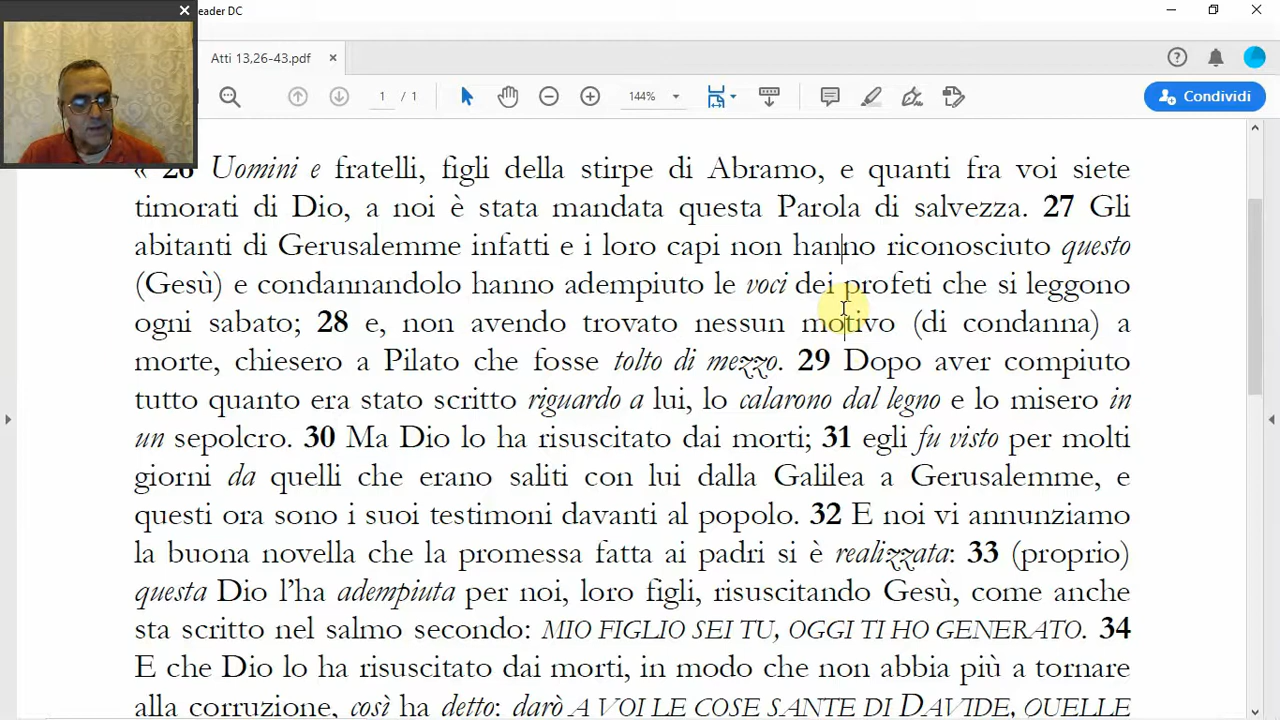 eader DC
Atti 13,26-43.pdf
1 / 1
144%
Condividi
« 26 Uomini e fratelli, figli della stirpe di Abramo, e quanti fra voi siete
timorati di Dio, a noi è stata mandata questa Parola di salvezza. 27 Gli
abitanti di Gerusalemme infatti e i loro capi non hanno riconosciuto questo
(Gesù) e condannandolo hanno adempiuto le voci dei profeti che si leggono
ogni sabato; 28 e, non avendo trovato nessun motivo (di condanna) a
morte, chiesero a Pilato che fosse tolto di mezzo. 29 Dopo aver compiuto
tutto quanto era stato scritto riguardo a lui, lo calarono dal legno e lo misero in
un sepolcro. 30 Ma Dio lo ha risuscitato dai morti; 31 egli fu visto per molti
giorni da quelli che erano saliti con lui dalla Galilea a Gerusalemme, e
questi ora sono i suoi testimoni davanti al popolo. 32 E noi vi annunziamo
la buona novella che la promessa fatta ai padri si è realizzata: 33 (proprio)
questa Dio l'ha adempiuta per noi, loro figli, risuscitando Gesù, come anche
sta scritto nel salmo secondo: MIO FIGLIO SEI TU, OGGI TI HO GENERATO. 34
E che Dio lo ha risuscitato dai morti, in modo che non abbia più a tornare
alla corruzione, così ha detto: darò A VOI LE COSE SANTE DI DAVIDE, QUELLE